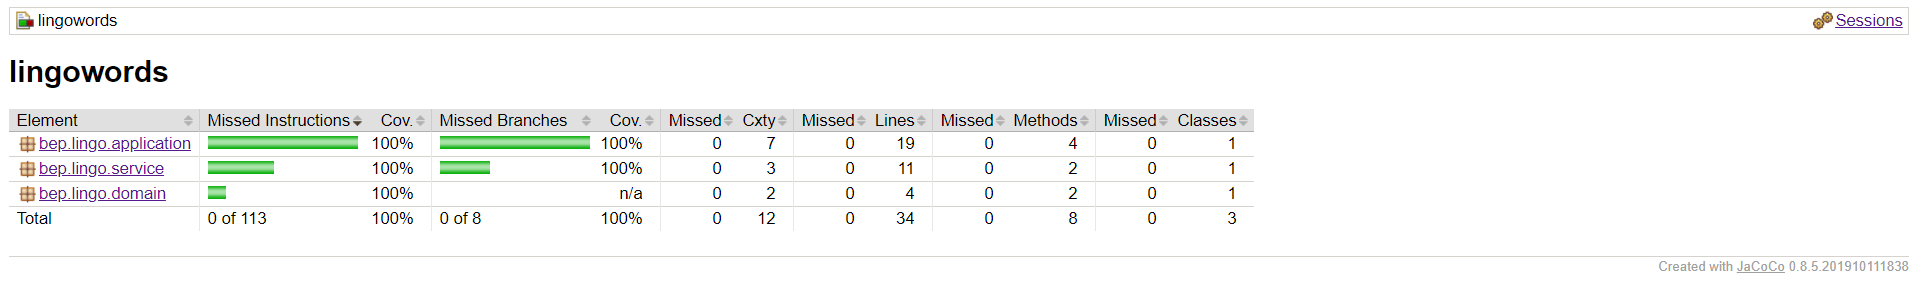 lingowords Sessions
lingowords
Element Missed Instructions Cov. Missed Branches Cov. Missed Cxty Missed Lines Missed Methods Missed Classes
bep.lingo.application 100% 100% 0 7 0 19 0 4 0 1
bep.lingo.service 100% 100% 0 3 0 11 0 2 0 1
bep.lingo.domain 100% n/a 0 2 0 4 0 2 0 1
Total 0 of 113 100% 0 of 8 100% 0 12 0 34 0 8 0 3
Created with JaCoCo 0.8.5.201910111838